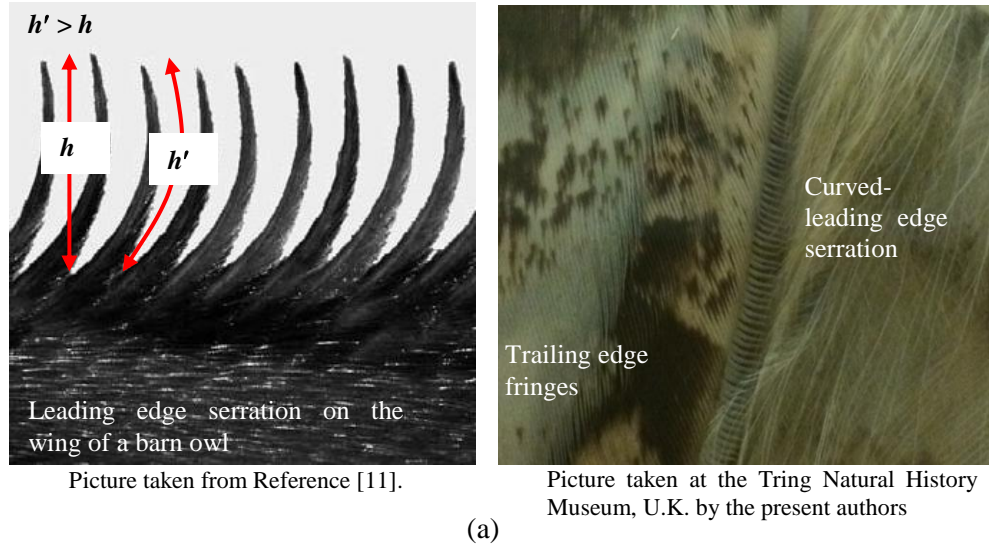 h' > h
h
h'
Leading edge serration on the
wing of a barn owl
Picture taken from Reference [11].
Curved-
leading edge
serration
Trailing edge
fringes
Picture taken at the Tring Natural History
Museum, U.K. by the present authors
(a)